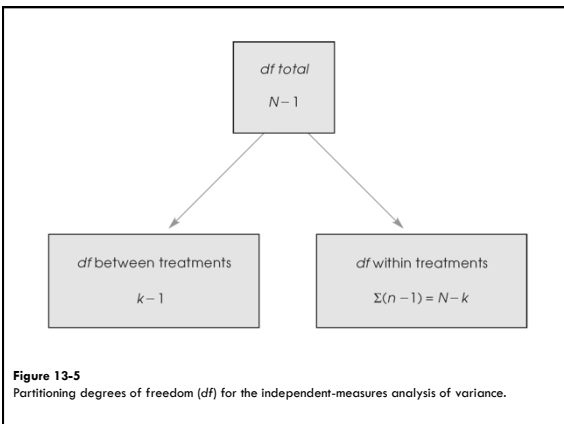 df total
N – 1
df between treatments
k – 1
df within treatments
Σ(n – 1) = N – k
Figure 13-5
Partitioning degrees of freedom (df) for the independent-measures analysis of variance.